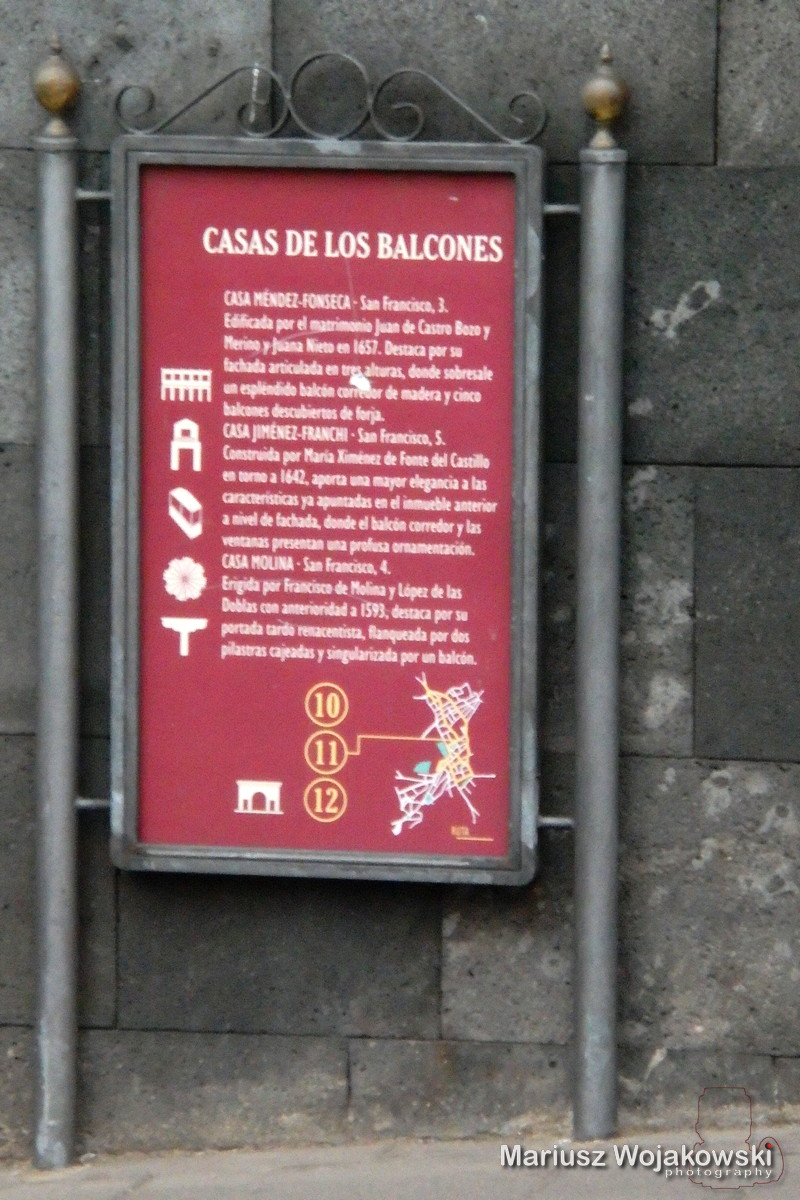 CASAS DE LOS BALCONES
CASA MÉNDEZ-FONSECA - San Francisco, 3.
Edificada por el matrimonio Juan de Castro Bozo y
Merino y Juana Nieto en 1657. Destaca por su
fachada articulada en tres alturas, donde sobresale
un espléndido balcón corredor de madera y cinco
balcones descubiertos de forja.
CASA JIMÉNEZ-FRANCHI - San Francisco, 5.
Construida por María Ximénez de Fonte del Castillo
en torno a 1642, aporta una mayor elegancia a las
características ya apuntadas en el inmueble anterior
a nivel de fachada, donde el balcón corredor y las
ventanas presentan una profusa ornamentación.
CASA MOLINA - San Francisco, 4.
Erigida por Francisco de Molina y López de las
Doblas con anterioridad a 1593, destaca por su
portada tardo renacentista, flanqueada por dos
pilastras cajeadas y singularizada por un balcón.
10
11
12
RUTA
Mariusz Wojakowski
photography